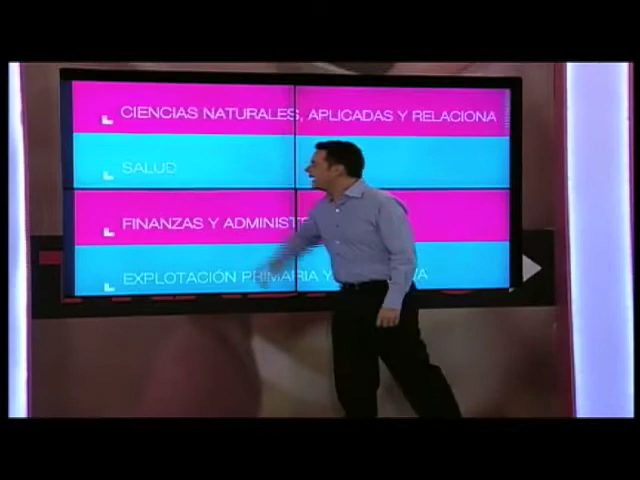 CIENCIAS NATURALES, APLICADAS Y RELACIONA
SALUD
FINANZAS Y ADMINIST
EXPLOTACIÓN PRIMARIA Y